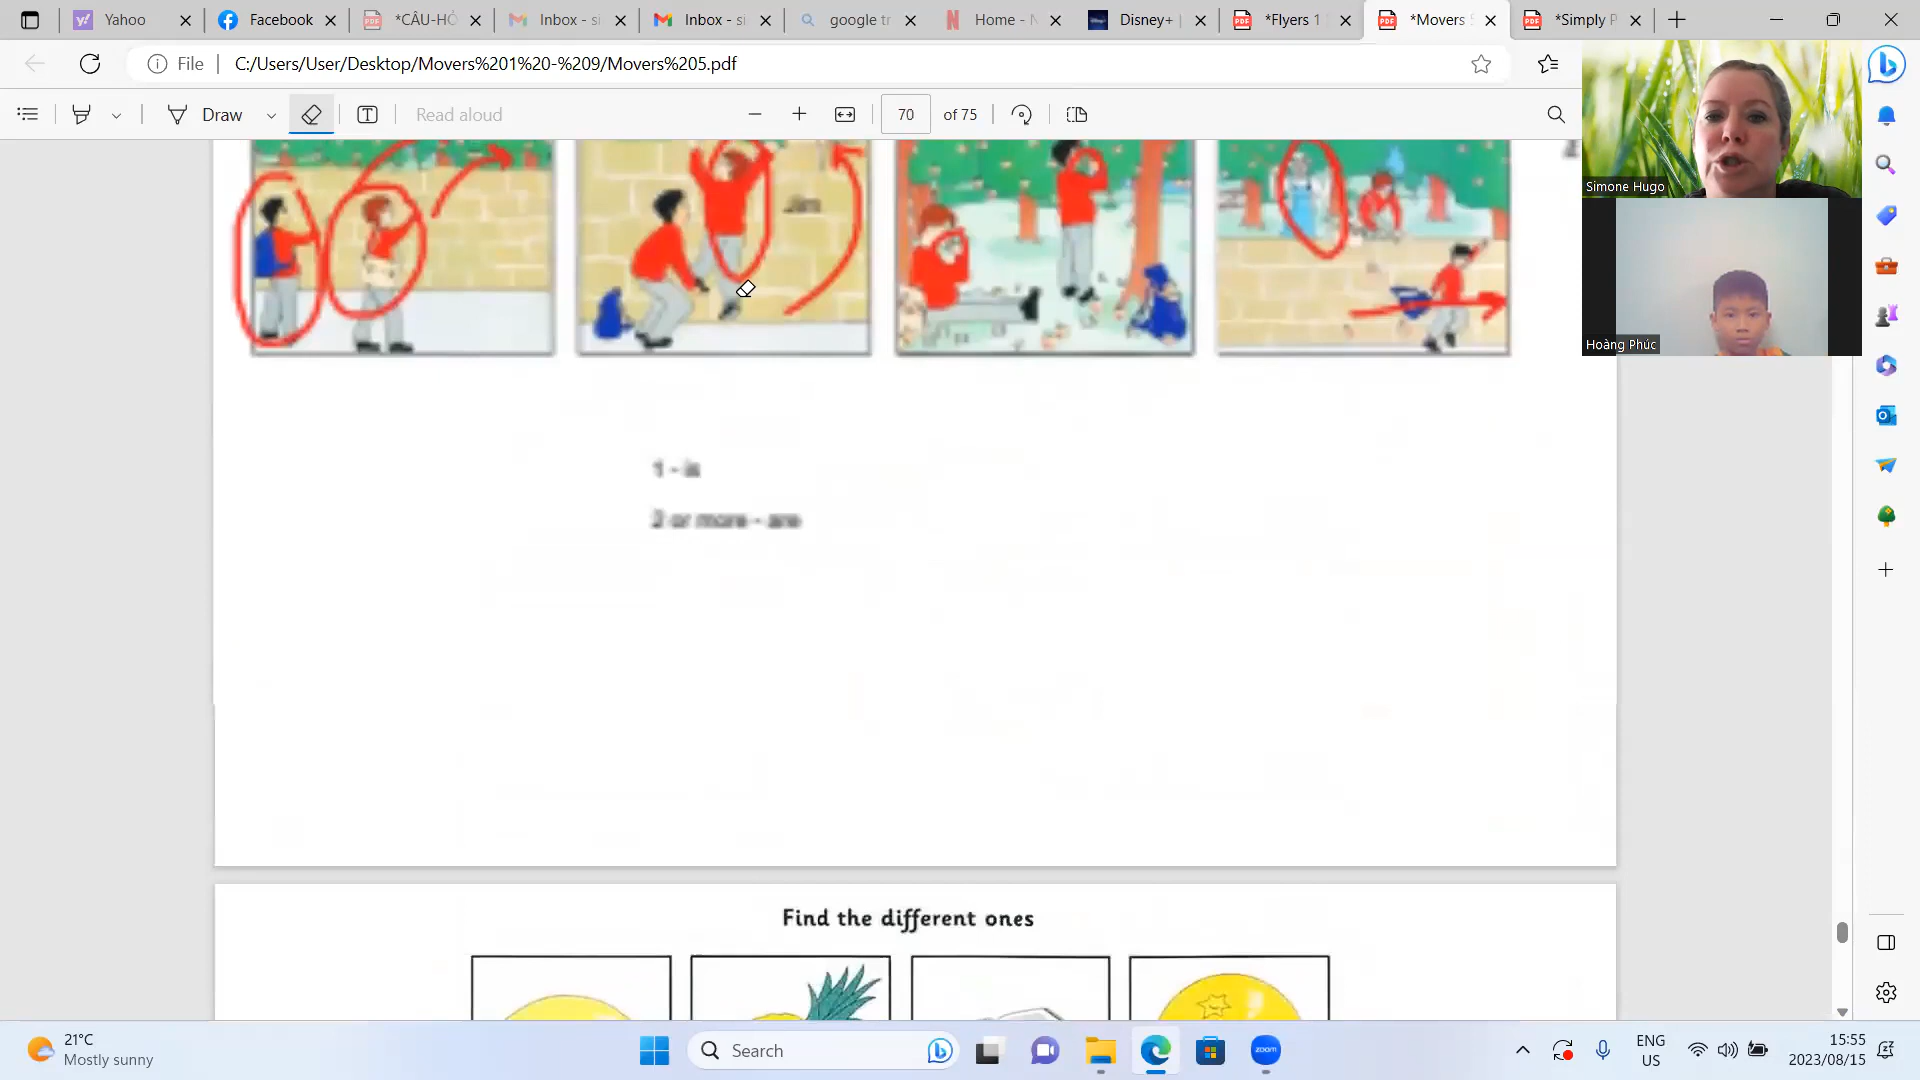 Yahoo
Facebook
*CÂU-HỎ
Inbox - si
Inbox - si
google tr
Home - N
Disney+ |
*Flyers 1
*Movers 5
*Simply P
File
C:/Users/User/Desktop/Movers%201%20-%209/Movers%205.pdf
Draw
Read aloud
70 of 75
Simone Hugo
Hoàng Phúc
1 - is
2 or more - are
Find the different ones
21°C
Mostly sunny
Search
zoom
ENG
US
15:55
2023/08/15